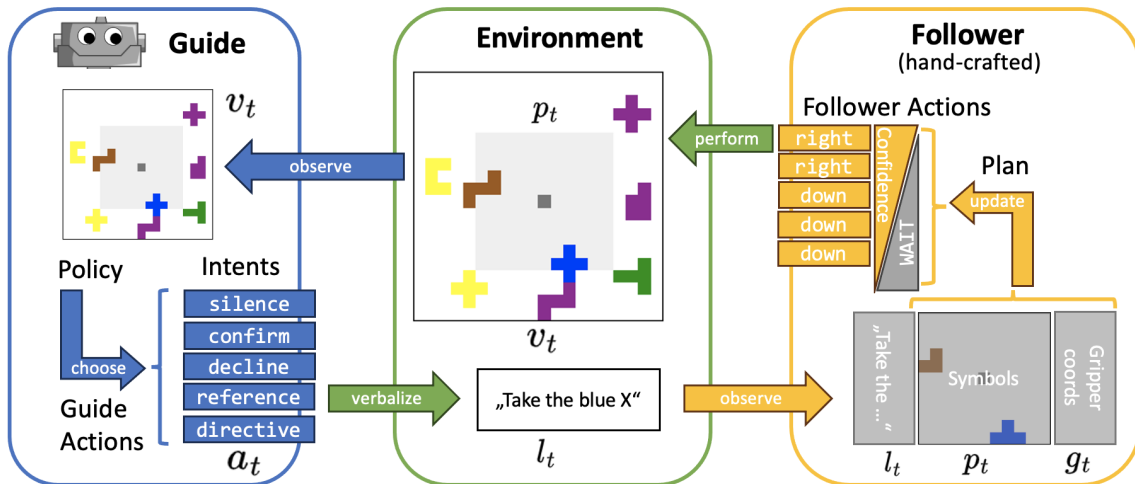 Guide
v_t
observe
Policy
choose
Guide
Actions
Intents
silence
confirm
decline
reference
directive
a_t
verbalize
Environment
p_t
v_t
„Take the blue X“
l_t
perform
observe
Follower
(hand-crafted)
Follower Actions
right
right
down
down
down
Confidence
WAIT
Plan
update
„Take the ...“
Symbols
Gripper coords
l_t
p_t
g_t